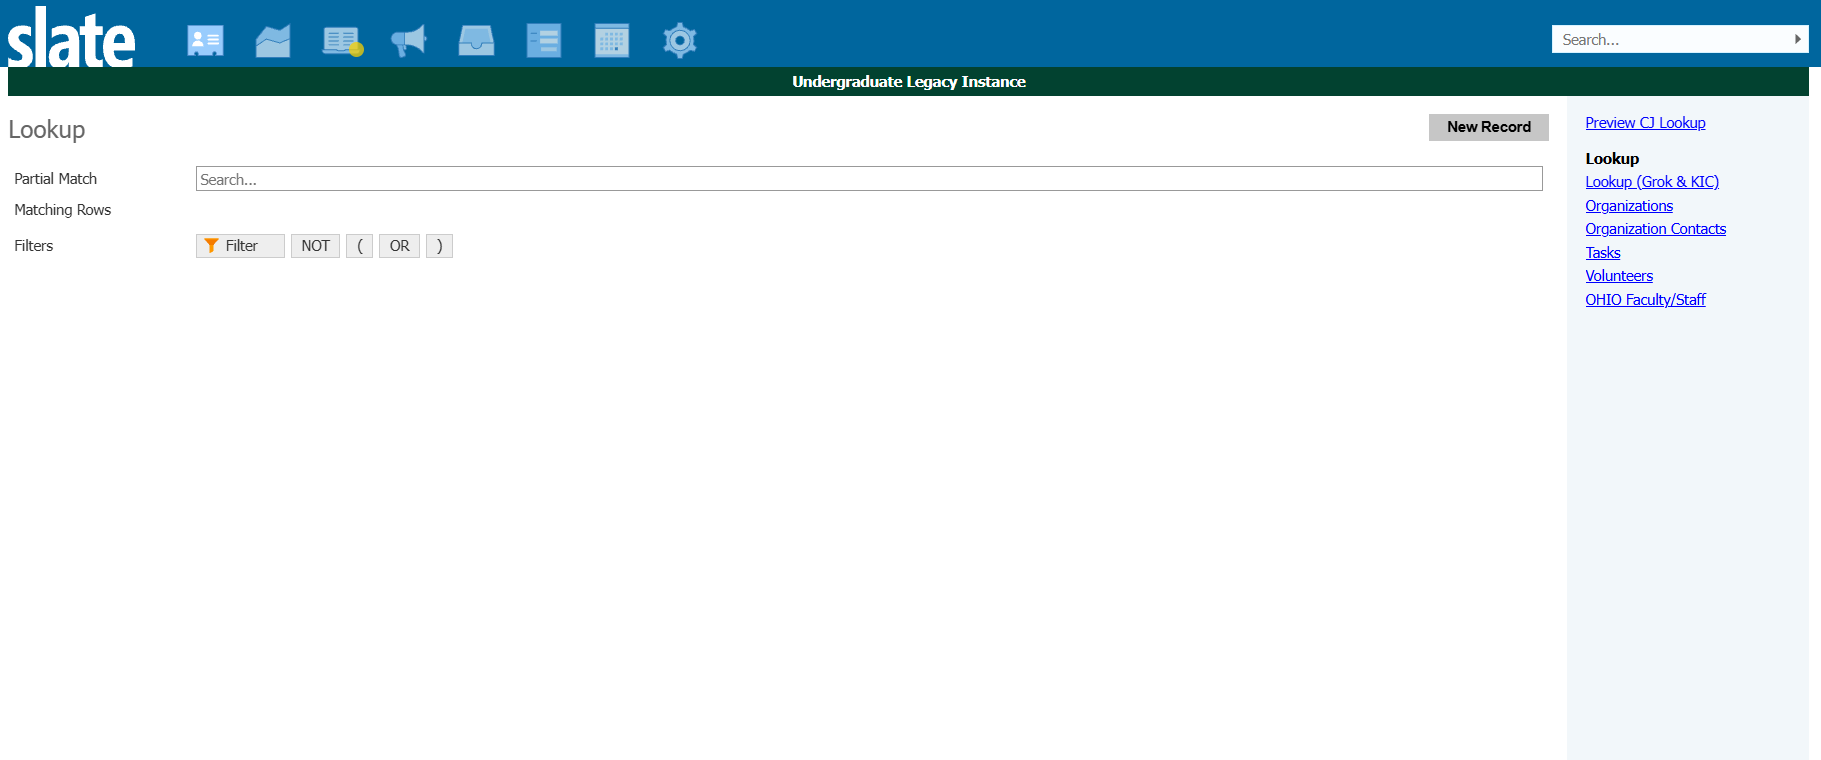 slate
Search...
Undergraduate Legacy Instance
Lookup
New Record
Partial Match
Search...
Matching Rows
Filters
Filter
NOT
(
OR
)
Preview CJ Lookup
Lookup
Lookup (Grok & KIC)
Organizations
Organization Contacts
Tasks
Volunteers
OHIO Faculty/Staff